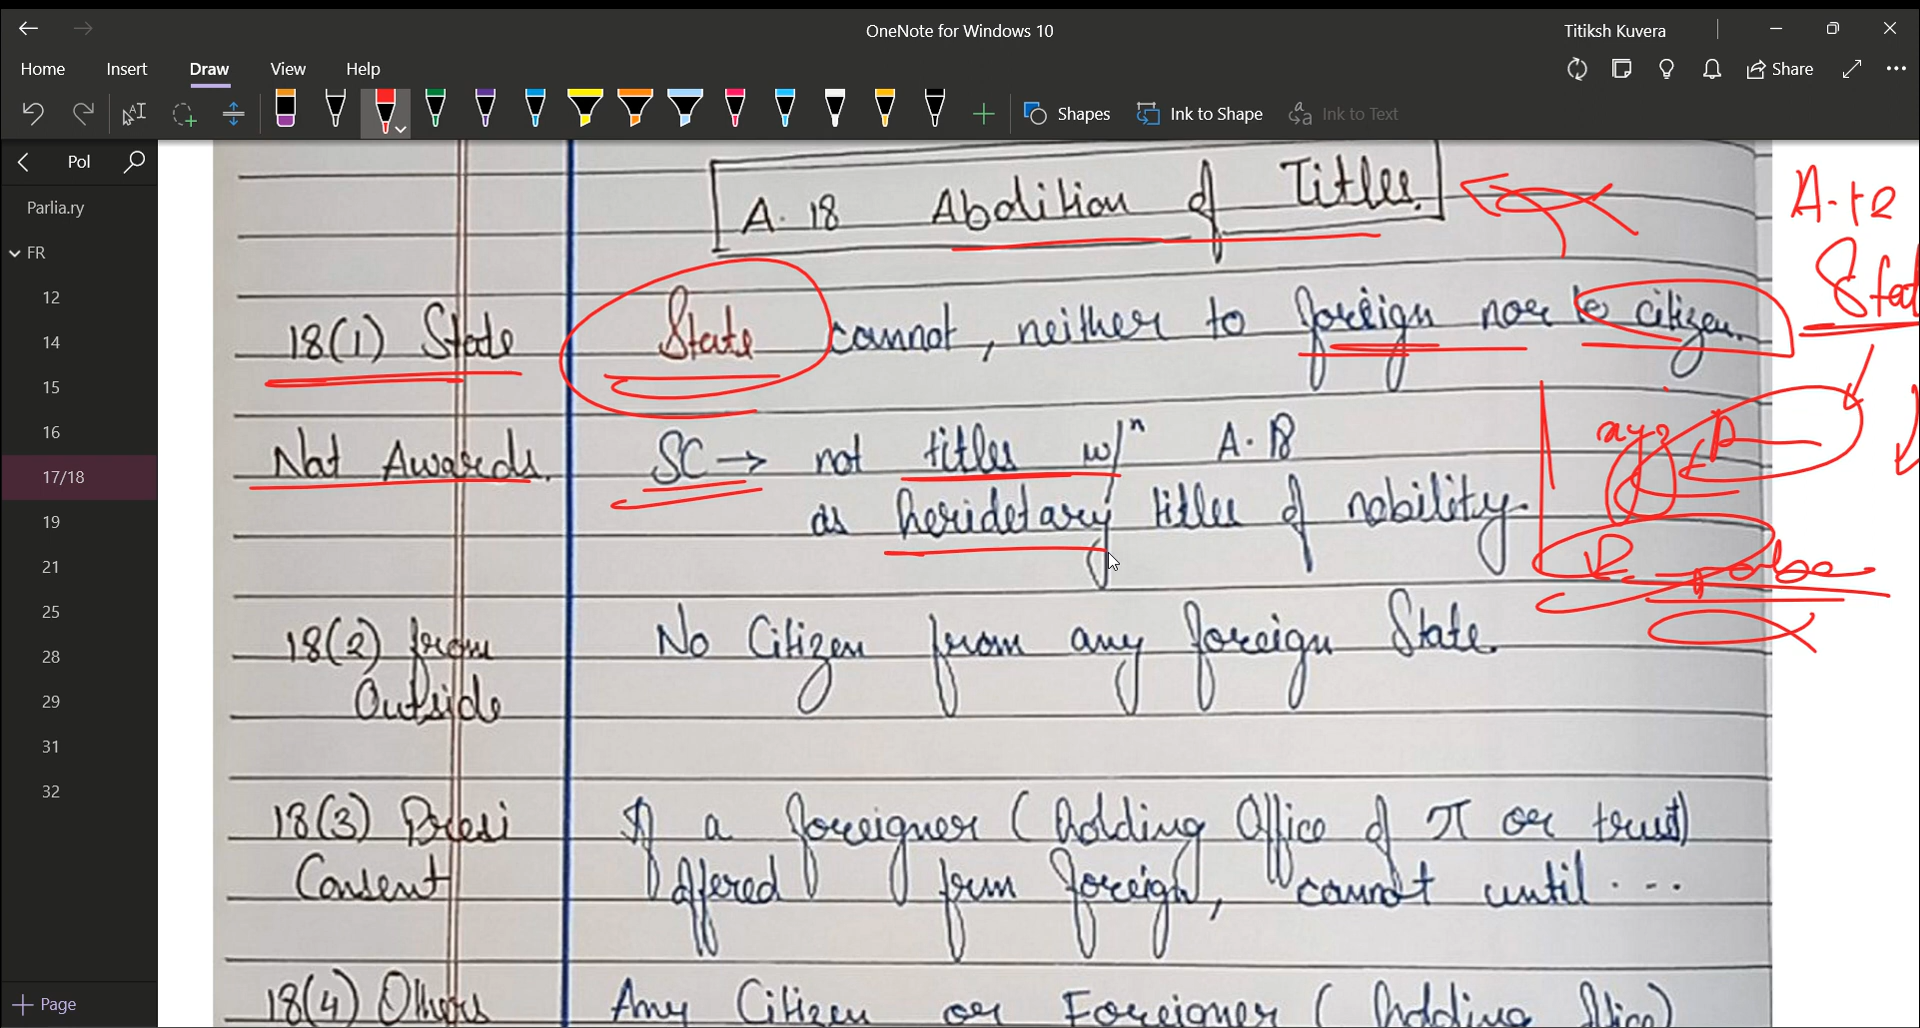 OneNote for Windows 10
Titiksh Kuvera
Home Insert Draw View Help
Share
Shapes
Ink to Shape
Ink to Text
Pol
Parlia.ry
FR
12
14
15
16
17/18
19
21
25
28
29
31
32
Page
A. 18 Abolition of Titles.
18(1) State State cannot, neither to foreign nor to citizen.
Nat Awards. SC → not titles w/n A. 18
as heridetary titles of nobility.
18(2) from No Citizen from any foreign State.
Outside
18(3) Presi If a foreigner (holding Office of π or trust)
Consent offered from foreign, cannot until ...
18(4) Others Any Citizen or Foreigner ( holding Office)
A-12
Stat
xyz